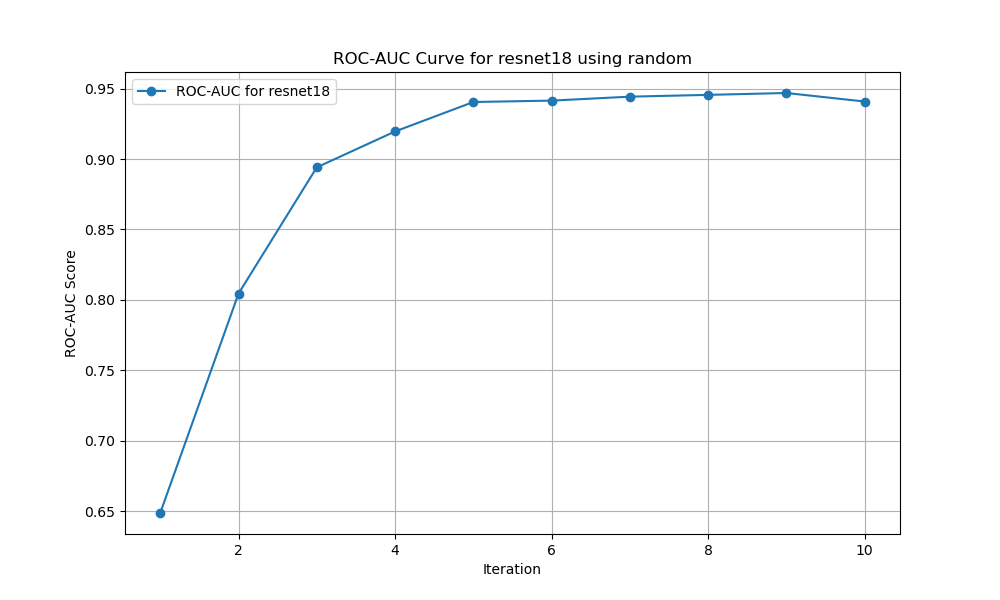 ROC-AUC Curve for resnet18 using random
ROC-AUC for resnet18
ROC-AUC Score
0.95
0.90
0.85
0.80
0.75
0.70
0.65
2 4 6 8 10
Iteration